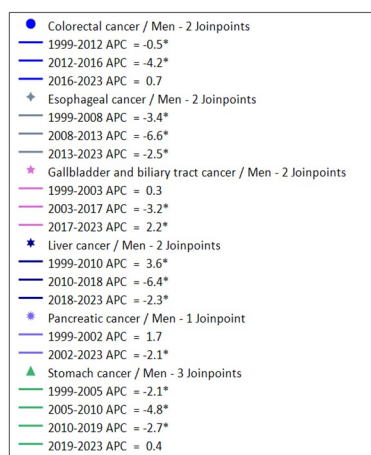 Colorectal cancer / Men - 2 Joinpoints
1999-2012 APC = -0.5*
2012-2016 APC = -4.2*
2016-2023 APC = 0.7
Esophageal cancer / Men - 2 Joinpoints
1999-2008 APC = -3.4*
2008-2013 APC = -6.6*
2013-2023 APC = -2.5*
Gallbladder and biliary tract cancer / Men - 2 Joinpoints
1999-2003 APC = 0.3
2003-2017 APC = -3.2*
2017-2023 APC = 2.2*
Liver cancer / Men - 2 Joinpoints
1999-2010 APC = 3.6*
2010-2018 APC = -6.4*
2018-2023 APC = -2.3*
Pancreatic cancer / Men - 1 Joinpoint
1999-2002 APC = 1.7
2002-2023 APC = -2.1*
Stomach cancer / Men - 3 Joinpoints
1999-2005 APC = -2.1*
2005-2010 APC = -4.8*
2010-2019 APC = -2.7*
2019-2023 APC = 0.4